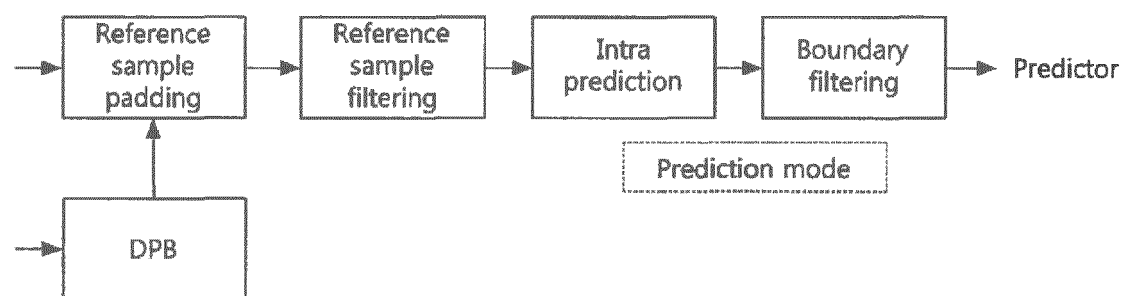 Reference
sample
padding
Reference
sample
filtering
Intra
prediction
Boundary
filtering
Predictor
Prediction mode
DPB